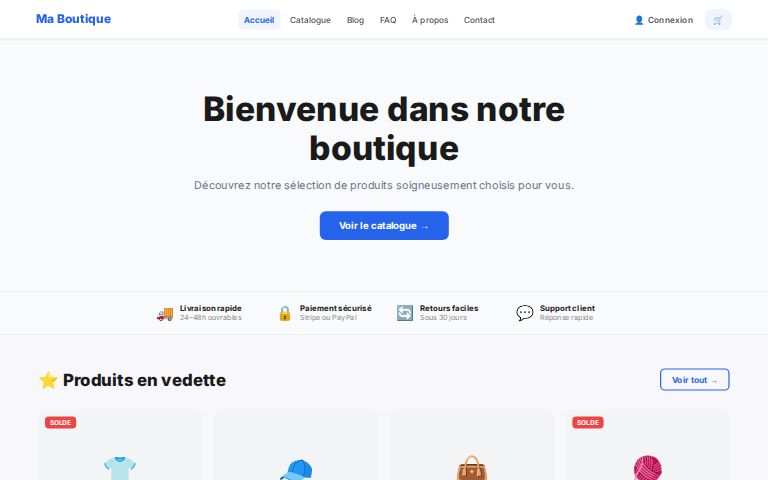 Ma Boutique
Accueil Catalogue Blog FAQ À propos Contact
Connexion
Bienvenue dans notre
boutique
Découvrez notre sélection de produits soigneusement choisis pour vous.
Voir le catalogue →
Livraison rapide
24–48h ouvrables
Paiement sécurisé
Stripe ou PayPal
Retours faciles
Sous 30 jours
Support client
Réponse rapide
Produits en vedette
Voir tout →
SOLDE
SOLDE